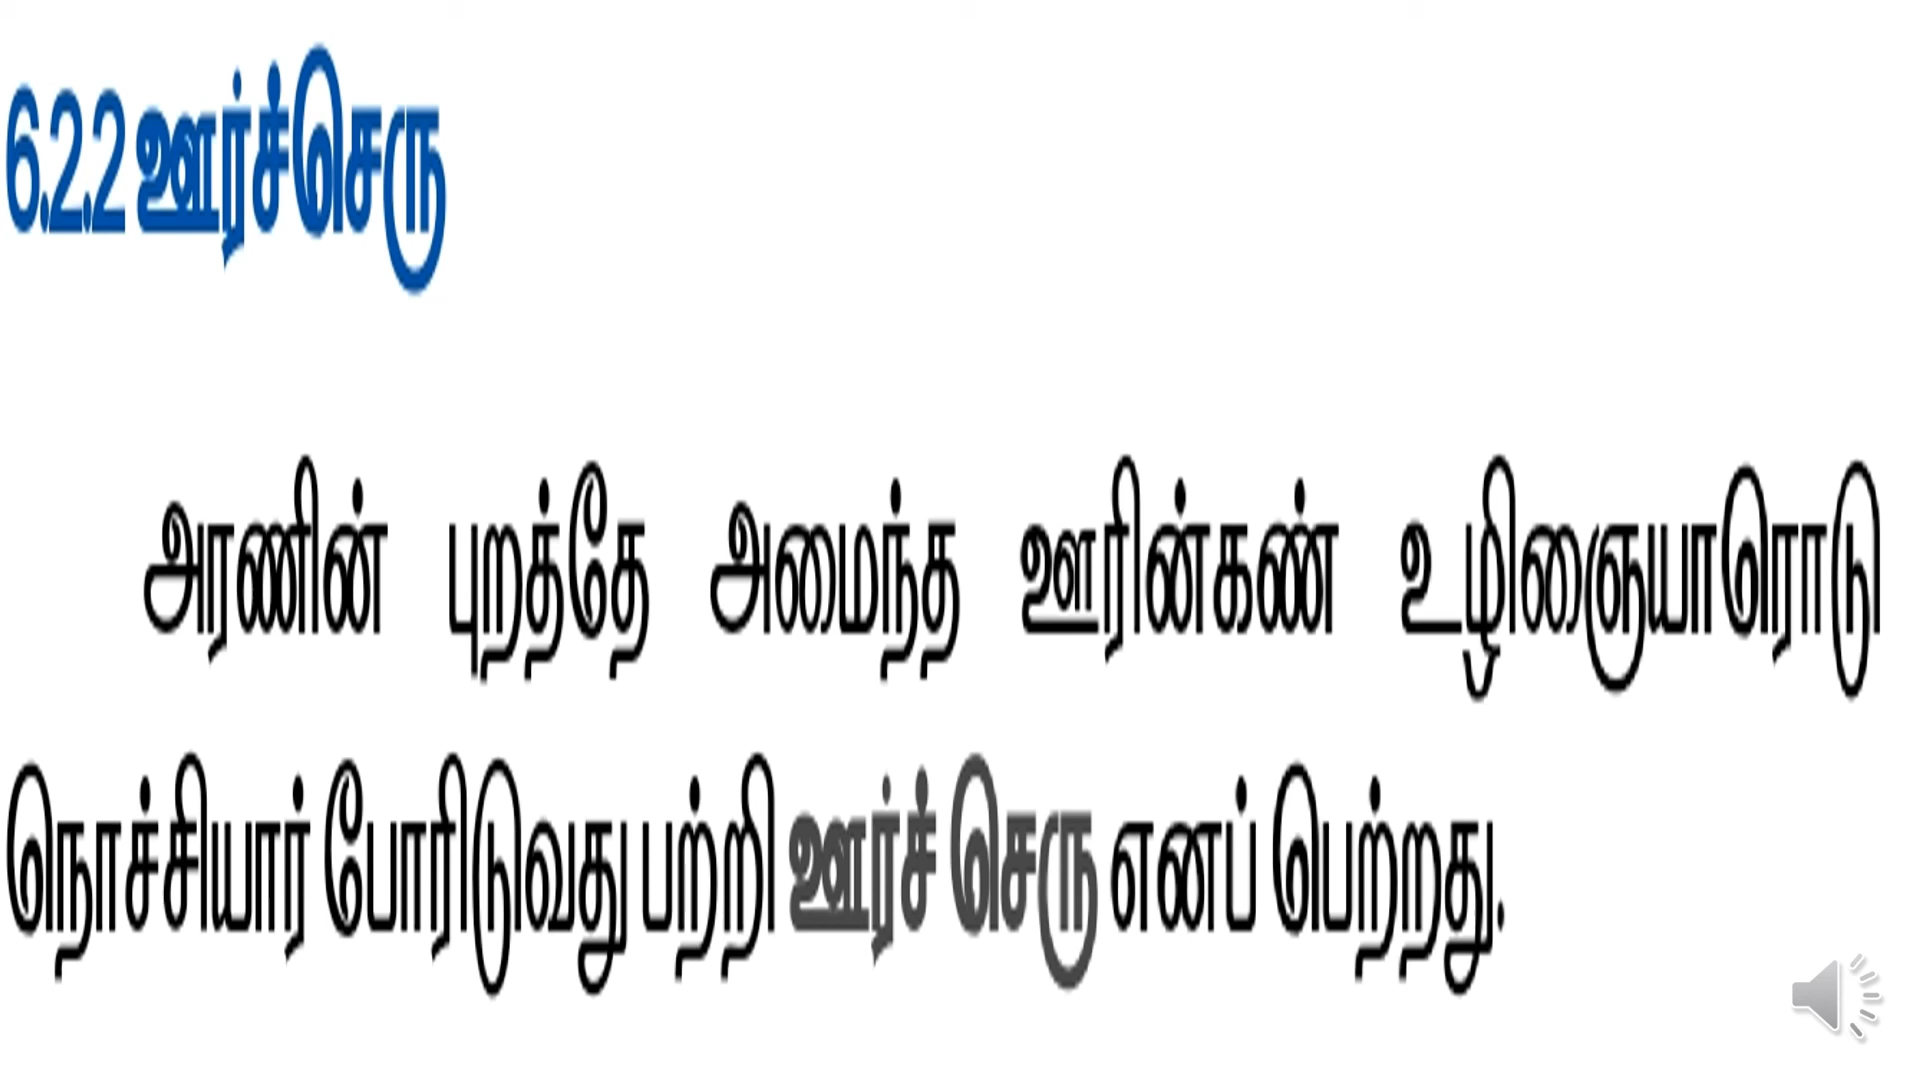 6.2.2 ஊர்ச்செரு
அரணின் புறத்தே அமைந்த ஊரின்கண் உழிஞையாரொடு
நொச்சியார் போரிடுவது பற்றி ஊர்ச் செரு எனப் பெற்றது.